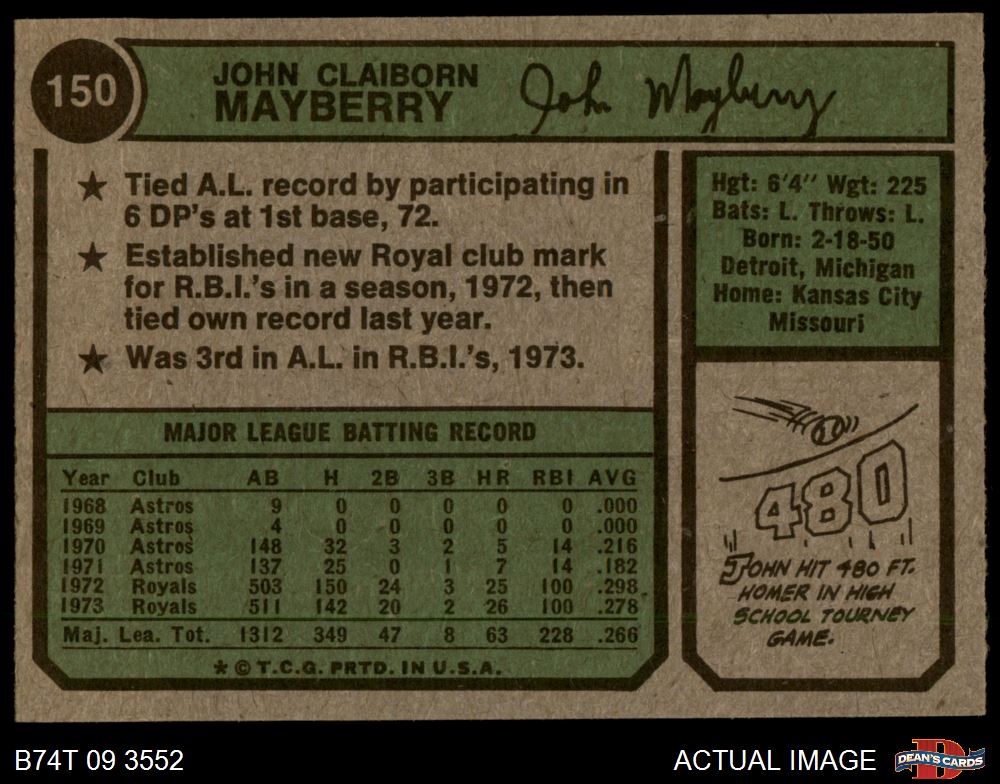 150
JOHN CLAIBORN
MAYBERRY
John Mayberry
★ Tied A.L. record by participating in
6 DP's at 1st base, 72.
★ Established new Royal club mark
for R.B.I.'s in a season, 1972, then
tied own record last year.
★ Was 3rd in A.L. in R.B.I.'s, 1973.
MAJOR LEAGUE BATTING RECORD
Year Club AB H 2B 3B HR RBI AVG
1968 Astros 9 0 0 0 0 0 .000
1969 Astros 4 0 0 0 0 0 .000
1970 Astros 148 32 3 2 5 14 .216
1971 Astros 137 25 0 1 7 14 .182
1972 Royals 503 150 24 3 25 100 .298
1973 Royals 511 142 20 2 26 100 .278
Maj. Lea. Tot. 1312 349 47 8 63 228 .266
* © T.C.G. PRTD. IN U.S.A.
Hgt: 6'4" Wgt: 225
Bats: L. Throws: L.
Born: 2-18-50
Detroit, Michigan
Home: Kansas City
Missouri
480
JOHN HIT 480 FT.
HOMER IN HIGH
SCHOOL TOURNEY
GAME.
B74T 09 3552
ACTUAL IMAGE
D
DEAN'S CARDS